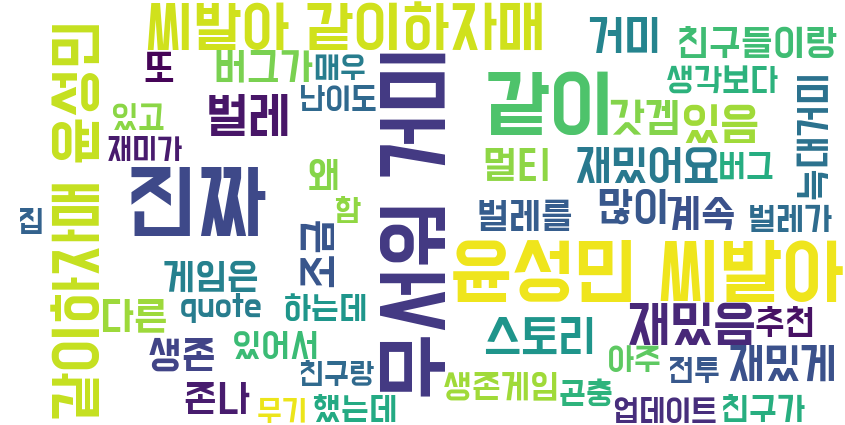 씨발아 같이하자매
거미
친구들이랑
또
버그가
매우
생각보다
윤성민
같이하자매
무서워 거미
같이
늑대거미
있고
벌레
난이도
갓겜
있음
재미가
멀티
재밌어요
버그
진짜
왜
함
집
조금
벌레를
많이
계속
벌레가
게임은
윤성민 씨발아
quote
하는데
다른
스토리
재밌음
추천
생존
있어서
아주
전투
재밌게
친구랑
생존게임
곤충
존나
무기
했는데
업데이트
친구가